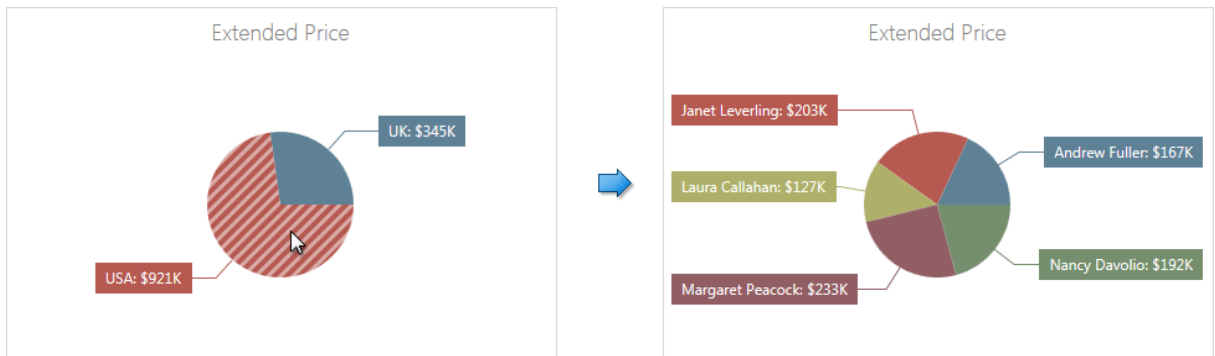 Extended Price
UK: $345K
USA: $921K
Extended Price
Janet Leverling: $203K
Andrew Fuller: $167K
Laura Callahan: $127K
Nancy Davolio: $192K
Margaret Peacock: $233K